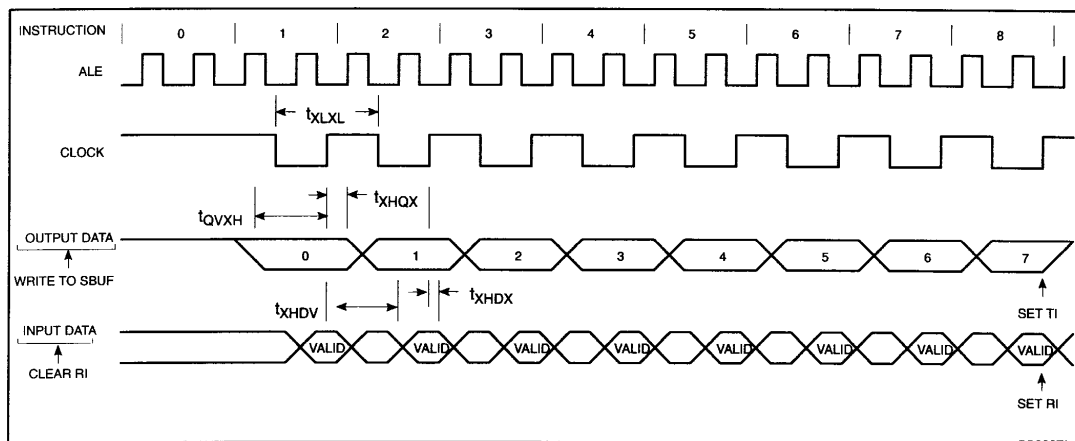 INSTRUCTION 0 1 2 3 4 5 6 7 8
ALE
tXLXL
CLOCK
tQVXH tXHQX
OUTPUT DATA 0 1 2 3 4 5 6 7
WRITE TO SBUF
tXHDV tXHDX
SET TI
INPUT DATA VALID VALID VALID VALID VALID VALID VALID VALID
CLEAR RI
SET RI